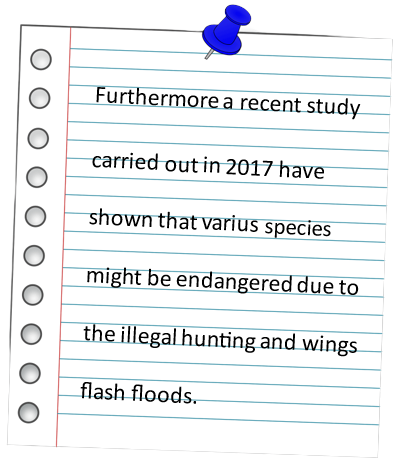 Furthermore a recent study
carried out in 2017 have
shown that varius species
might be endangered due to
the illegal hunting and wings
flash floods.